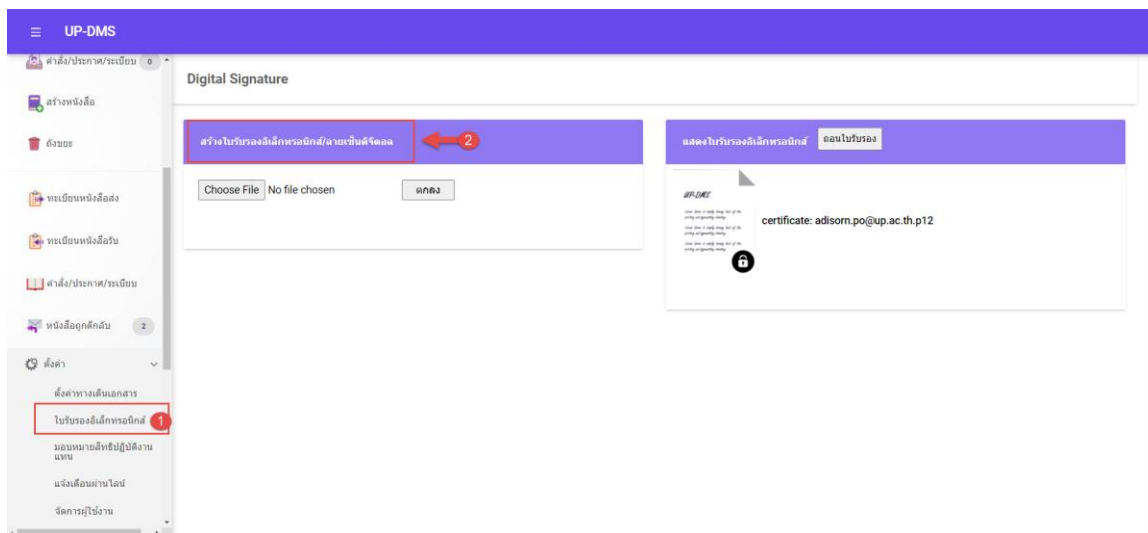 UP-DMS
คำสั่ง/ประกาศ/ระเบียบ 0
สร้างหนังสือ
ถังขยะ
ทะเบียนหนังสือส่ง
ทะเบียนหนังสือรับ
คำสั่ง/ประกาศ/ระเบียบ
หนังสือถูกตีกลับ 2
ตั้งค่า
ตั้งค่าทางเดินเอกสาร
ใบรับรองอิเล็กทรอนิกส์ 1
มอบหมายสิทธิปฏิบัติงาน
แทน
แจ้งเตือนผ่านไลน์
จัดการผู้ใช้งาน
Digital Signature
สร้างใบรับรองอิเล็กทรอนิกส์/ลายเซ็นดิจิตอล 2
Choose File No file chosen ตกลง
แสดงใบรับรองอิเล็กทรอนิกส์ ถอนใบรับรอง
UP-DMS
certificate: adisorn.po@up.ac.th.p12